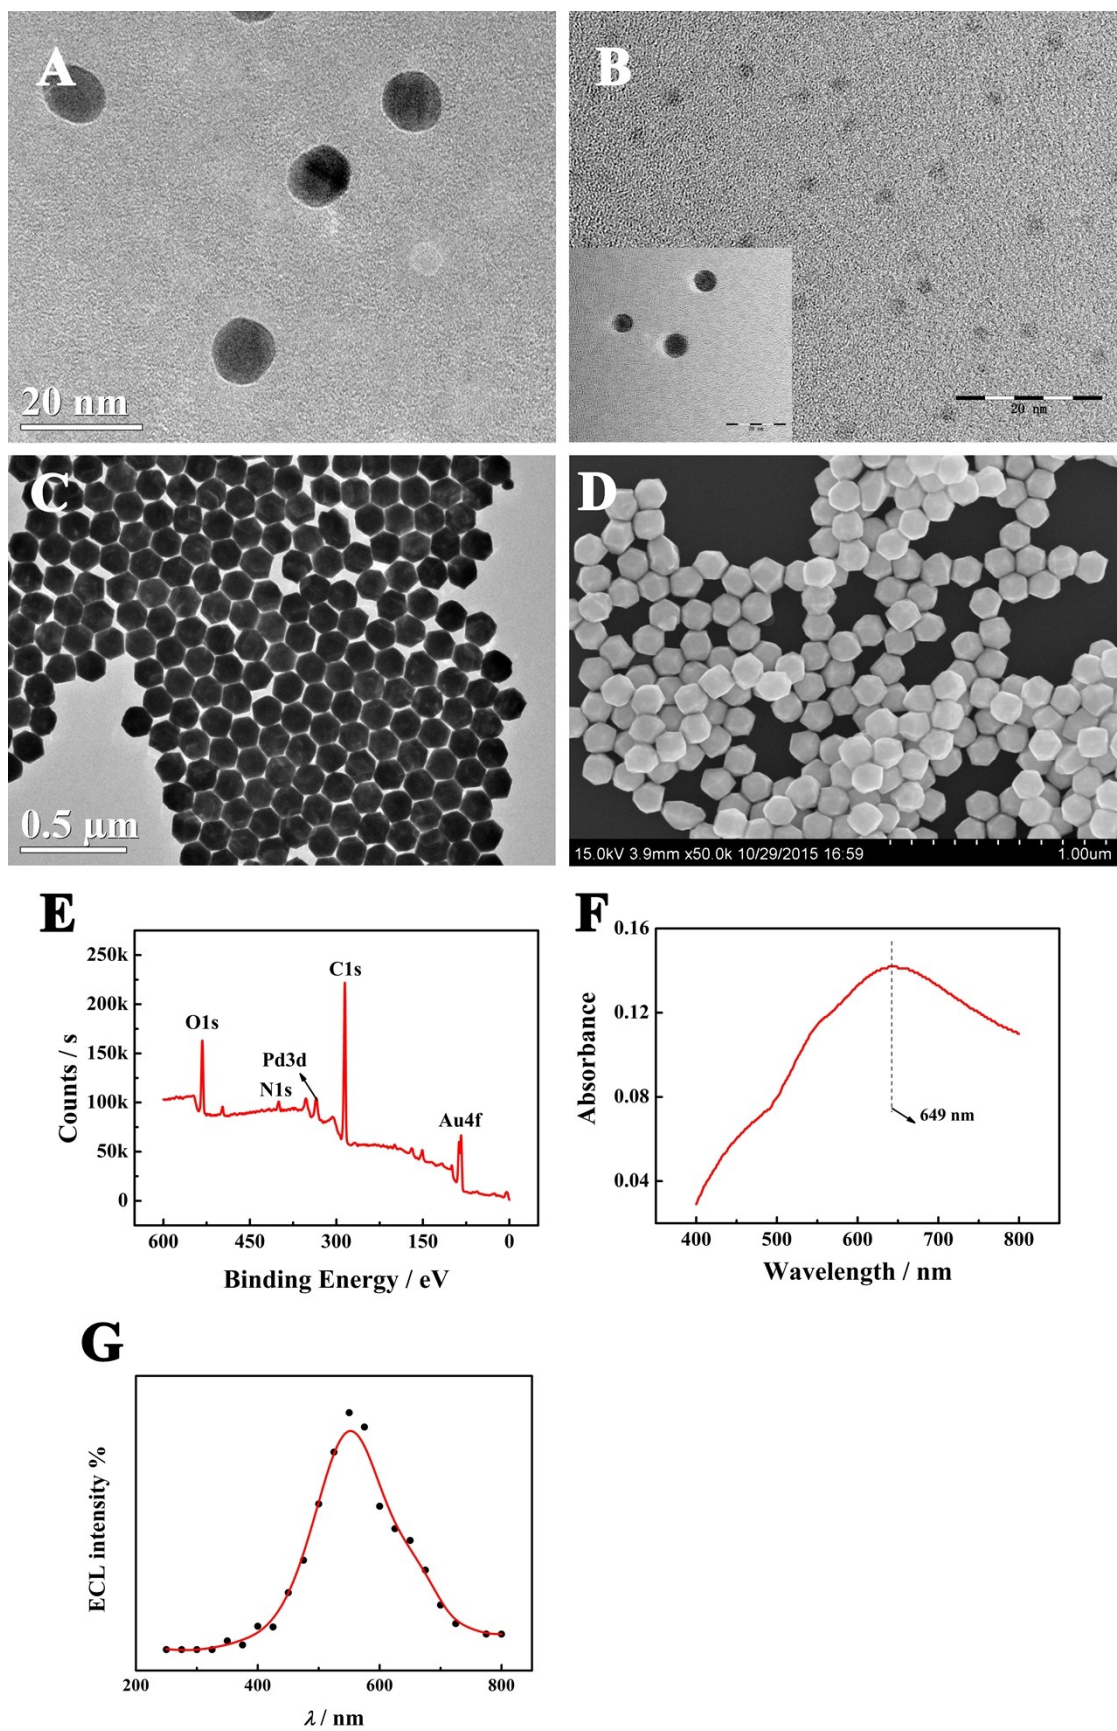 A
20 nm
B
20 nm
20 nm
C
0.5 µm
D
15.0kV 3.9mm x50.0k 10/29/2015 16:59
1.00um
E
250k
200k
150k
100k
50k
0
Counts / s
O1s
Pd3d
N1s
C1s
Au4f
600
450
300
150
0
Binding Energy / eV
F
0.16
0.12
0.08
0.04
Absorbance
649 nm
400
500
600
700
800
Wavelength / nm
G
ECL intensity %
200
400
600
800
λ / nm